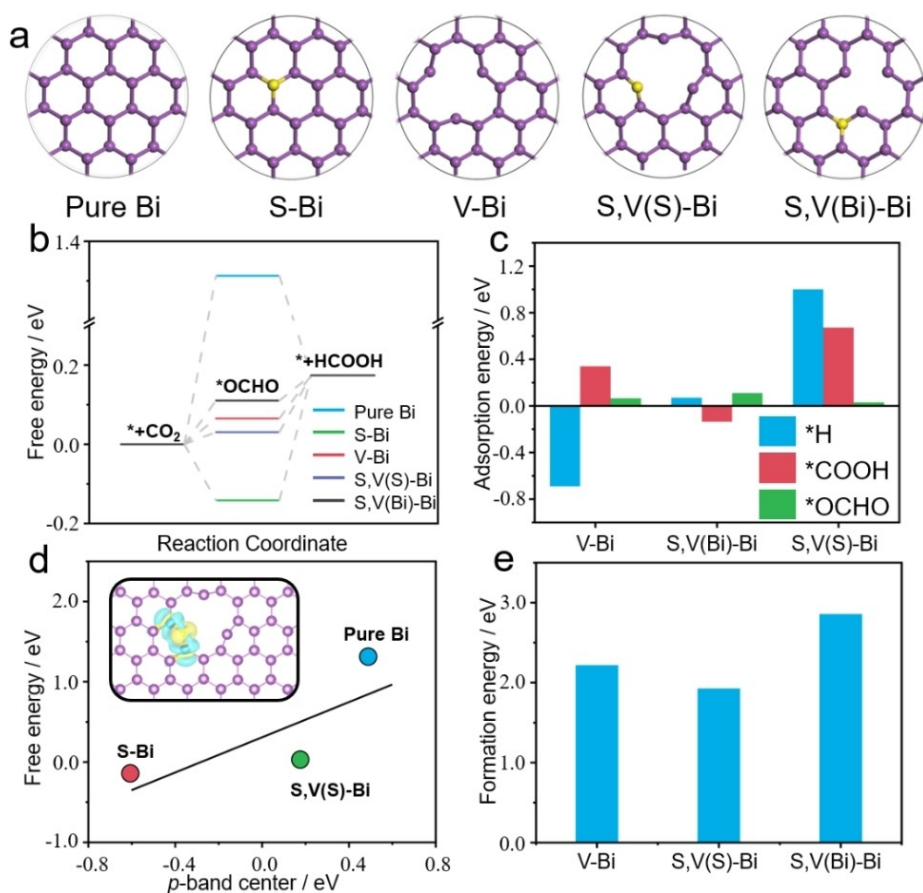 a
Pure Bi
S-Bi
V-Bi
S,V(S)-Bi
S,V(Bi)-Bi
b
1.4
0.2
0.0
-0.2
Free energy / eV
*+CO2
*OCHO
*+HCOOH
Pure Bi
S-Bi
V-Bi
S,V(S)-Bi
S,V(Bi)-Bi
Reaction Coordinate
c
1.2
0.8
0.4
0.0
-0.4
-0.8
Adsorption energy / eV
*H
*COOH
*OCHO
V-Bi
S,V(Bi)-Bi
S,V(S)-Bi
d
2.0
1.0
0.0
-1.0
Free energy / eV
Pure Bi
S-Bi
S,V(S)-Bi
-0.8
-0.4
0.0
0.4
0.8
p-band center / eV
e
3.0
2.0
1.0
0.0
Formation energy / eV
V-Bi
S,V(S)-Bi
S,V(Bi)-Bi